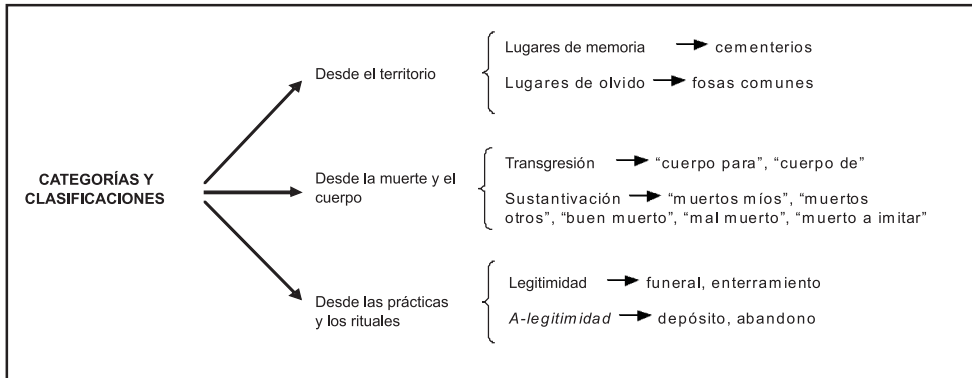 CATEGORÍAS Y
CLASIFICACIONES
Desde el territorio
Lugares de memoria → cementerios
Lugares de olvido → fosas comunes
Desde la muerte y el
cuerpo
Transgresión → “cuerpo para”, “cuerpo de”
Sustantivación → “muertos míos”, “muertos
otros”, “buen muerto”, “mal muerto”, “muerto a imitar”
Desde las prácticas
y los rituales
Legitimidad → funeral, enterramiento
A-legitimidad → depósito, abandono